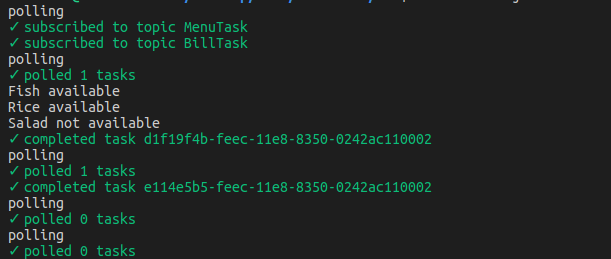 polling
✓ subscribed to topic MenuTask
✓ subscribed to topic BillTask
polling
✓ polled 1 tasks
Fish available
Rice available
Salad not available
✓ completed task d1f19f4b-feec-11e8-8350-0242ac110002
polling
✓ polled 1 tasks
✓ completed task e114e5b5-feec-11e8-8350-0242ac110002
polling
✓ polled 0 tasks
polling
✓ polled 0 tasks